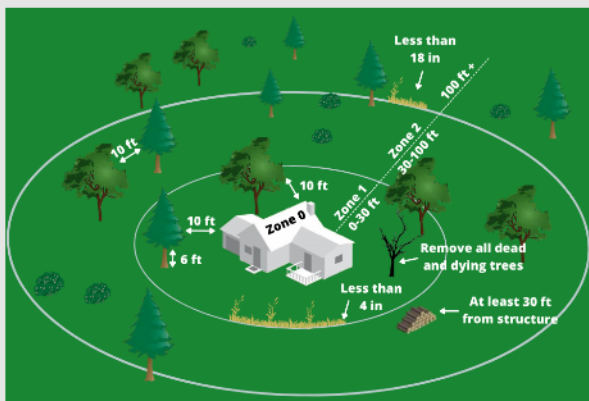 Less than
18 in
100 ft +
Zone 2
30-100 ft
10 ft
10 ft
Zone 1
0-30 ft
Zone 0
10 ft
6 ft
Remove all dead
and dying trees
Less than
4 in
At least 30 ft
from structure